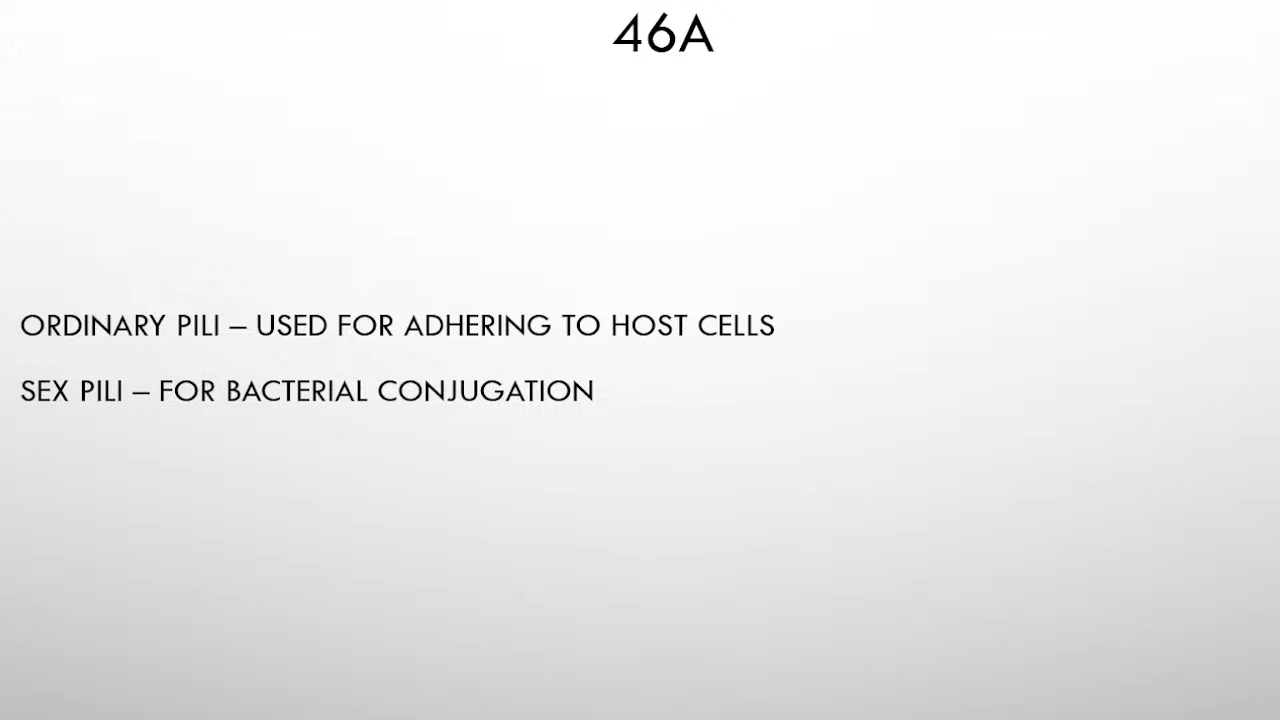 46A
ORDINARY PILI – USED FOR ADHERING TO HOST CELLS
SEX PILI – FOR BACTERIAL CONJUGATION